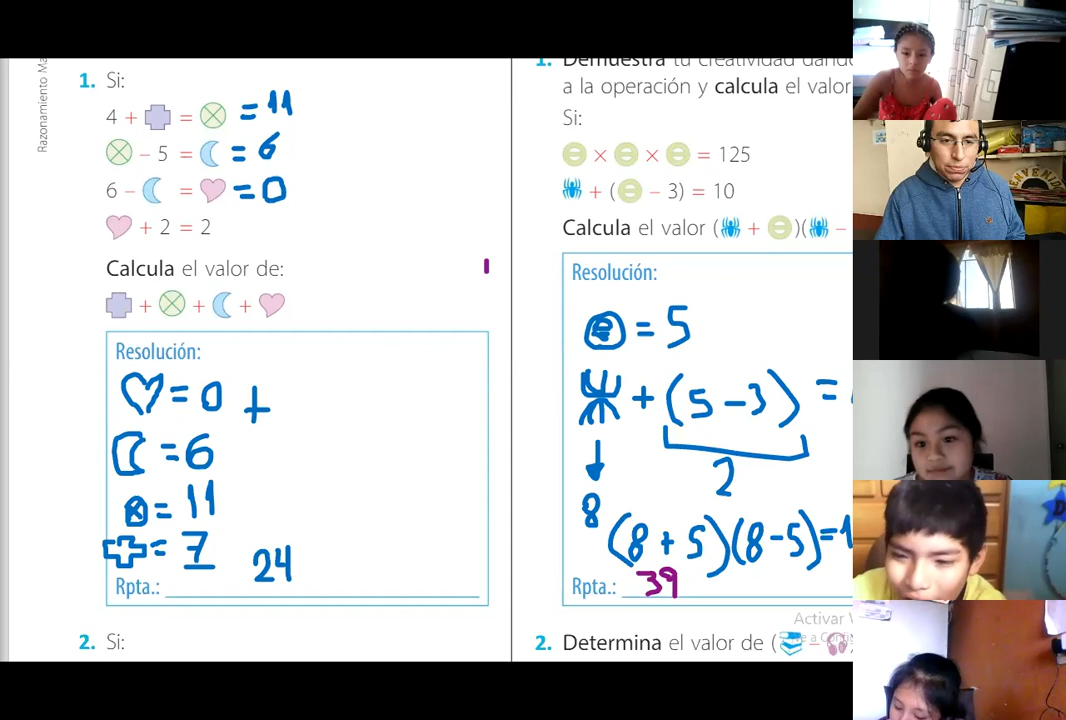 Razonamiento Ma
1. Si:
4 + = = 11
– 5 = = 6
6 – = = 0
+ 2 = 2
Calcula el valor de:
+ + +
Resolución:
= 0 +
= 6
= 11
= 7
24
Rpta.:
2. Si:
1. Demuestra tu creatividad dando
a la operación y calcula el valor
Si:
× × = 125
+ ( – 3) = 10
Calcula el valor ( + )( –
Resolución:
= 5
+ (5 – 3) =
2
8
(8 + 5)(8 – 5) = 1
Rpta.: 39
Activar
2. Determina el valor de ( –